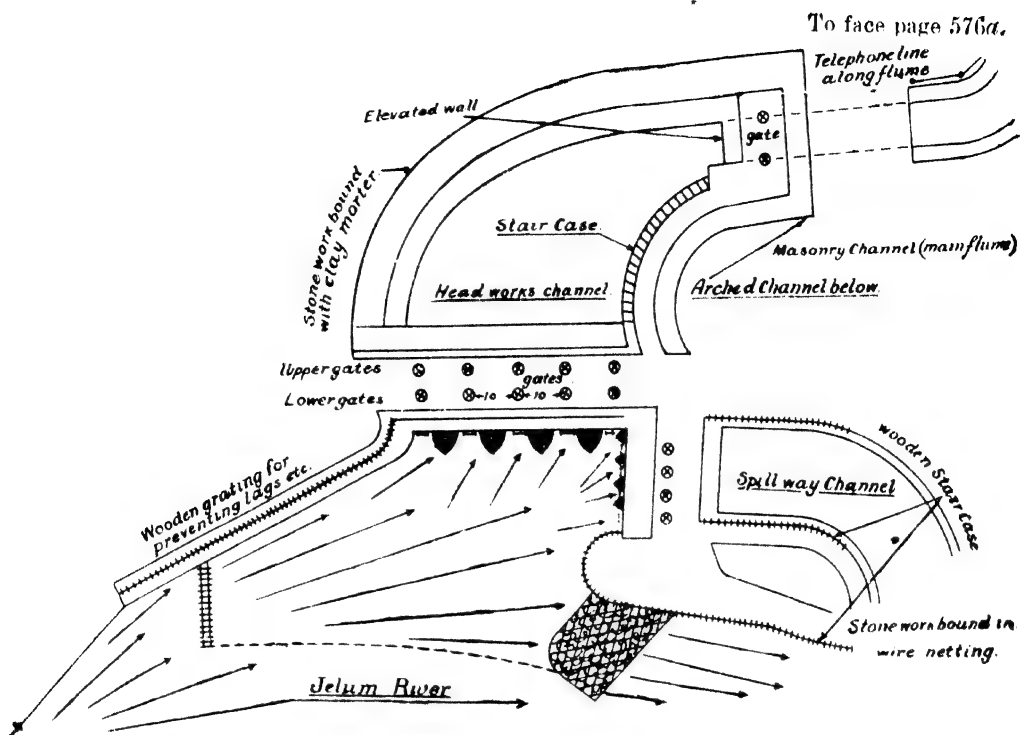 To face page 576a.
Telephone line
along flume
Elevated wall
gate
Stone work bound
with clay morter.
Stair Case.
Masonry Channel (main flume)
Head works channel.
Arched Channel below.
Upper gates
gates
Lower gates
10
10
Wooden grating for
preventing lags etc.
Wooden Stair Case
Spill way Channel
Stone work bound in
wire netting.
Jelum River